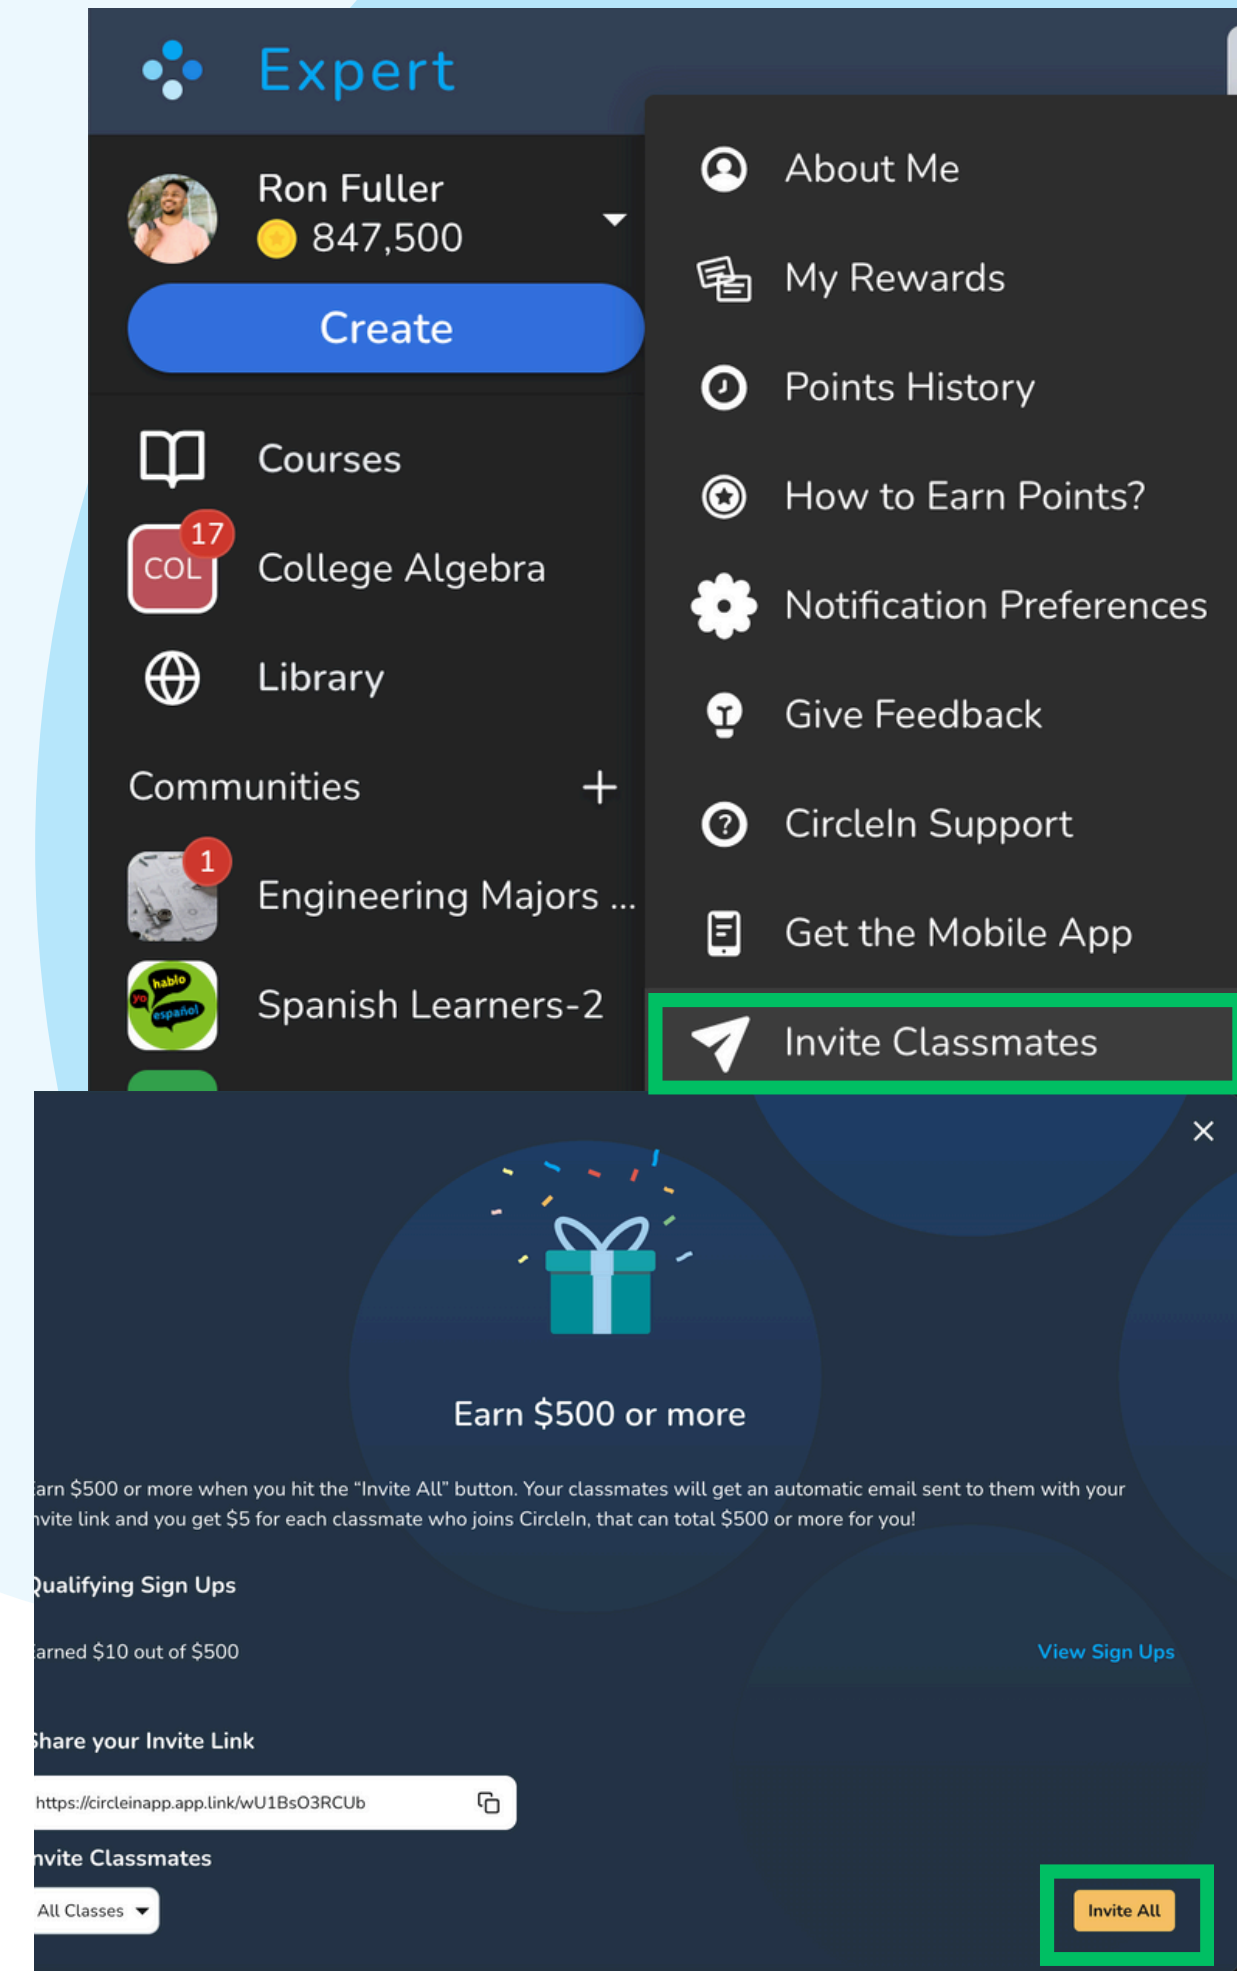 Expert
Ron Fuller
847,500
Create
Courses
17
COL
College Algebra
Library
Communities
1
Engineering Majors ...
hablo
yo
español
Spanish Learners-2
About Me
My Rewards
Points History
How to Earn Points?
Notification Preferences
Give Feedback
CircleIn Support
Get the Mobile App
Invite Classmates
Earn $500 or more
arn $500 or more when you hit the “Invite All” button. Your classmates will get an automatic email sent to them with your
nvite link and you get $5 for each classmate who joins CircleIn, that can total $500 or more for you!
Qualifying Sign Ups
arned $10 out of $500
View Sign Ups
Share your Invite Link
https://circleinapp.app.link/wU1BsO3RCUb
nvite Classmates
All Classes
Invite All